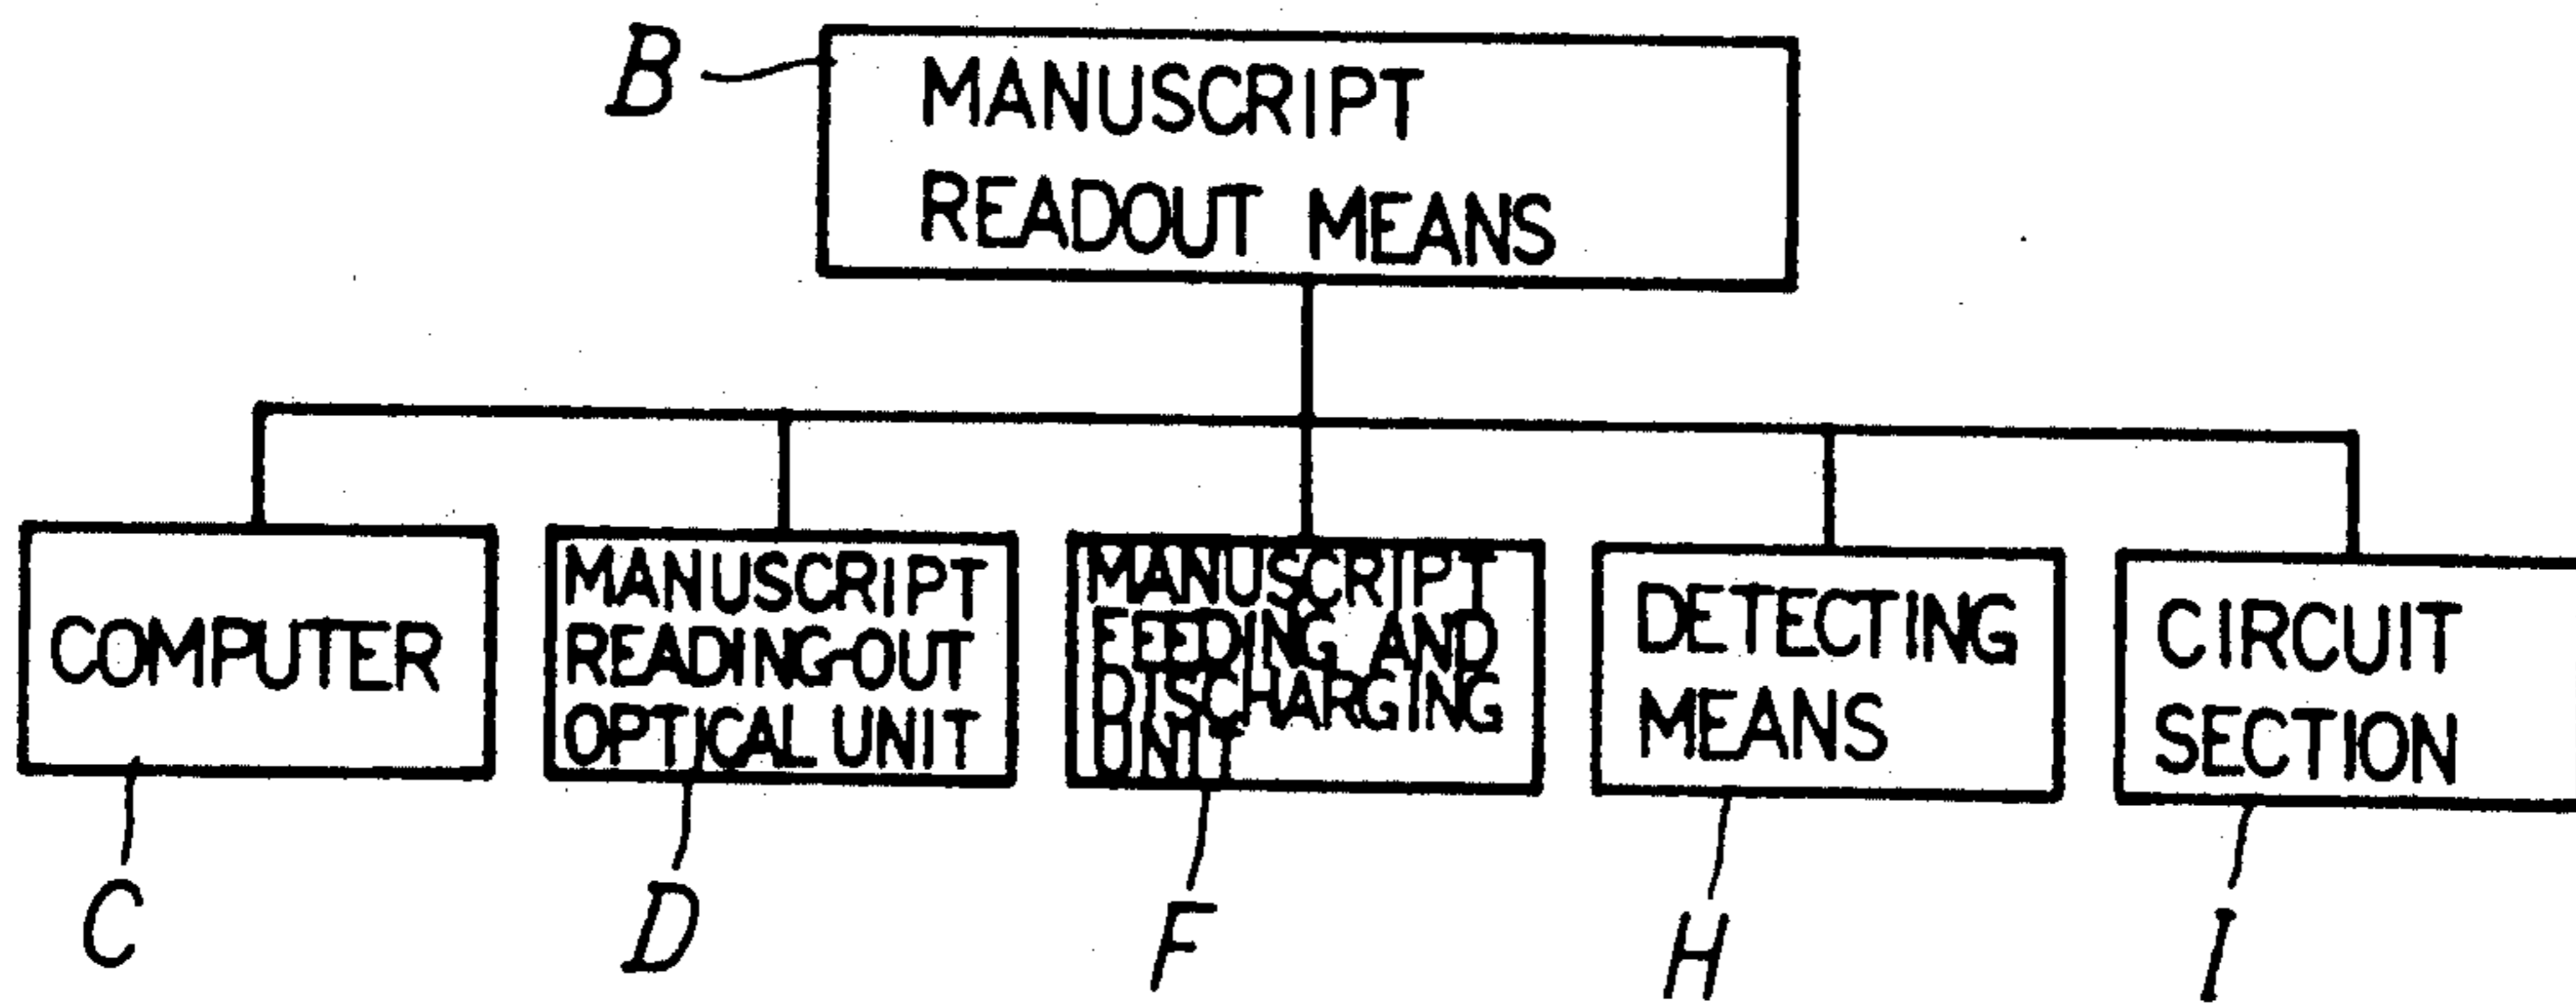 B
MANUSCRIPT
READOUT MEANS
COMPUTER
MANUSCRIPT
READING-OUT
OPTICAL UNIT
MANUSCRIPT
FEEDING AND
DISCHARGING
UNIT
DETECTING
MEANS
CIRCUIT
SECTION
C
D
F
H
I